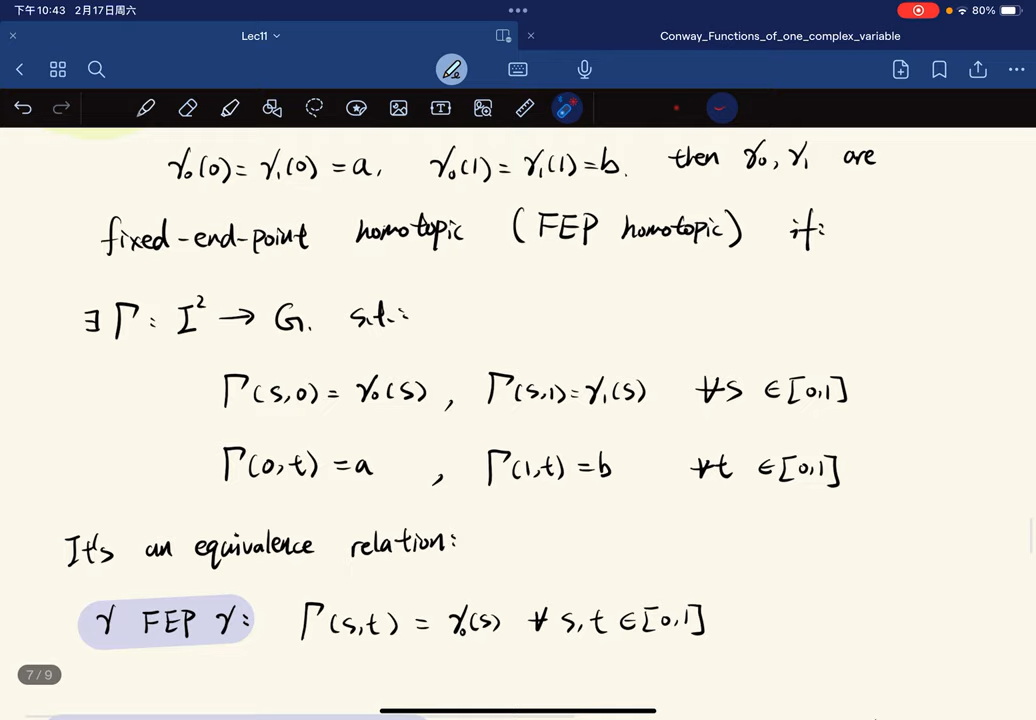 下午10:43 2月17日周六
80%
Lec11
Conway_Functions_of_one_complex_variable
γ₀(0) = γ₁(0) = a, γ₀(1) = γ₁(1) = b. then γ₀, γ₁ are
fixed-end-point homotopic (FEP homotopic) if:
∃ Γ: I² → G. s.t.:
Γ(s,0) = γ₀(s), Γ(s,1) = γ₁(s) ∀s ∈ [0,1]
Γ(0,t) = a, Γ(1,t) = b ∀t ∈ [0,1]
It's an equivalence relation:
γ FEP γ: Γ(s,t) = γ₀(s) ∀ s,t ∈ [0,1]
7 / 9